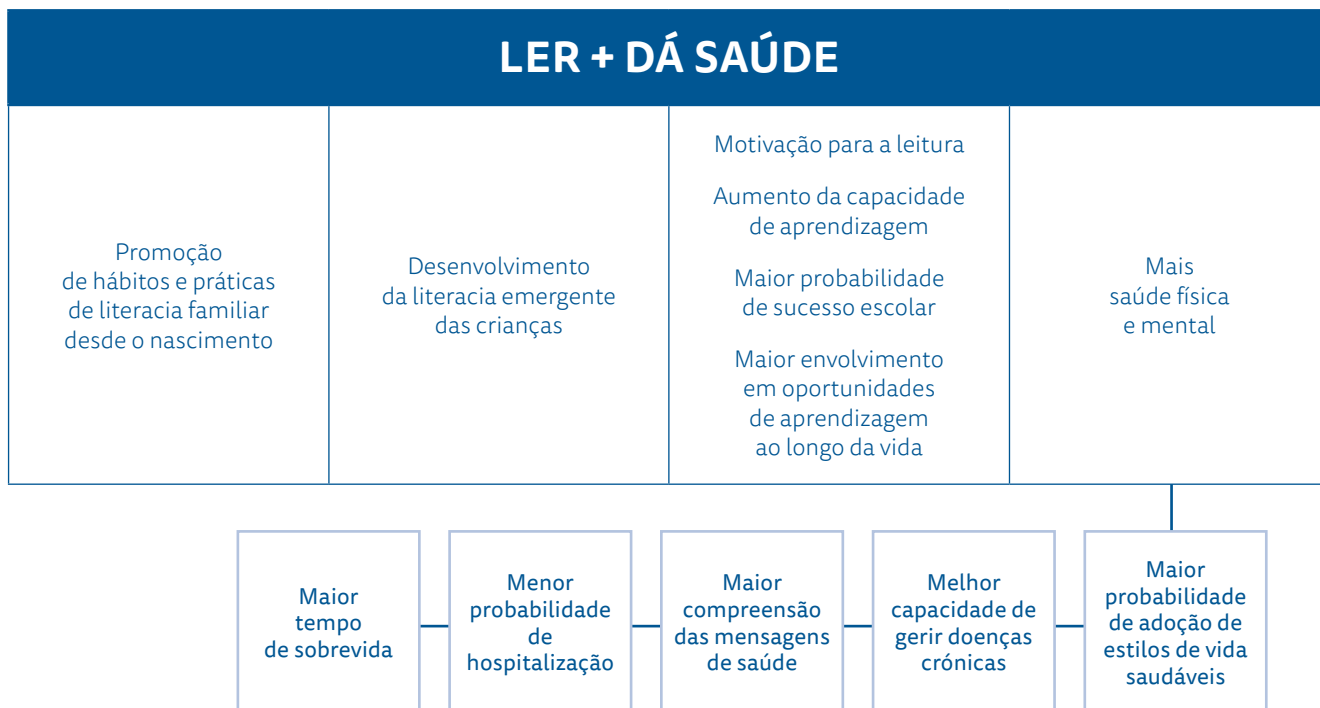 LER + DÁ SAÚDE
Promoção
de hábitos e práticas
de literacia familiar
desde o nascimento
Desenvolvimento
da literacia emergente
das crianças
Motivação para a leitura
Aumento da capacidade
de aprendizagem
Maior probabilidade
de sucesso escolar
Maior envolvimento
em oportunidades
de aprendizagem
ao longo da vida
Mais
saúde física
e mental
Maior
tempo
de sobrevida
Menor
probabilidade
de
hospitalização
Maior
compreensão
das mensagens
de saúde
Melhor
capacidade de
gerir doenças
crónicas
Maior
probabilidade
de adoção de
estilos de vida
saudáveis